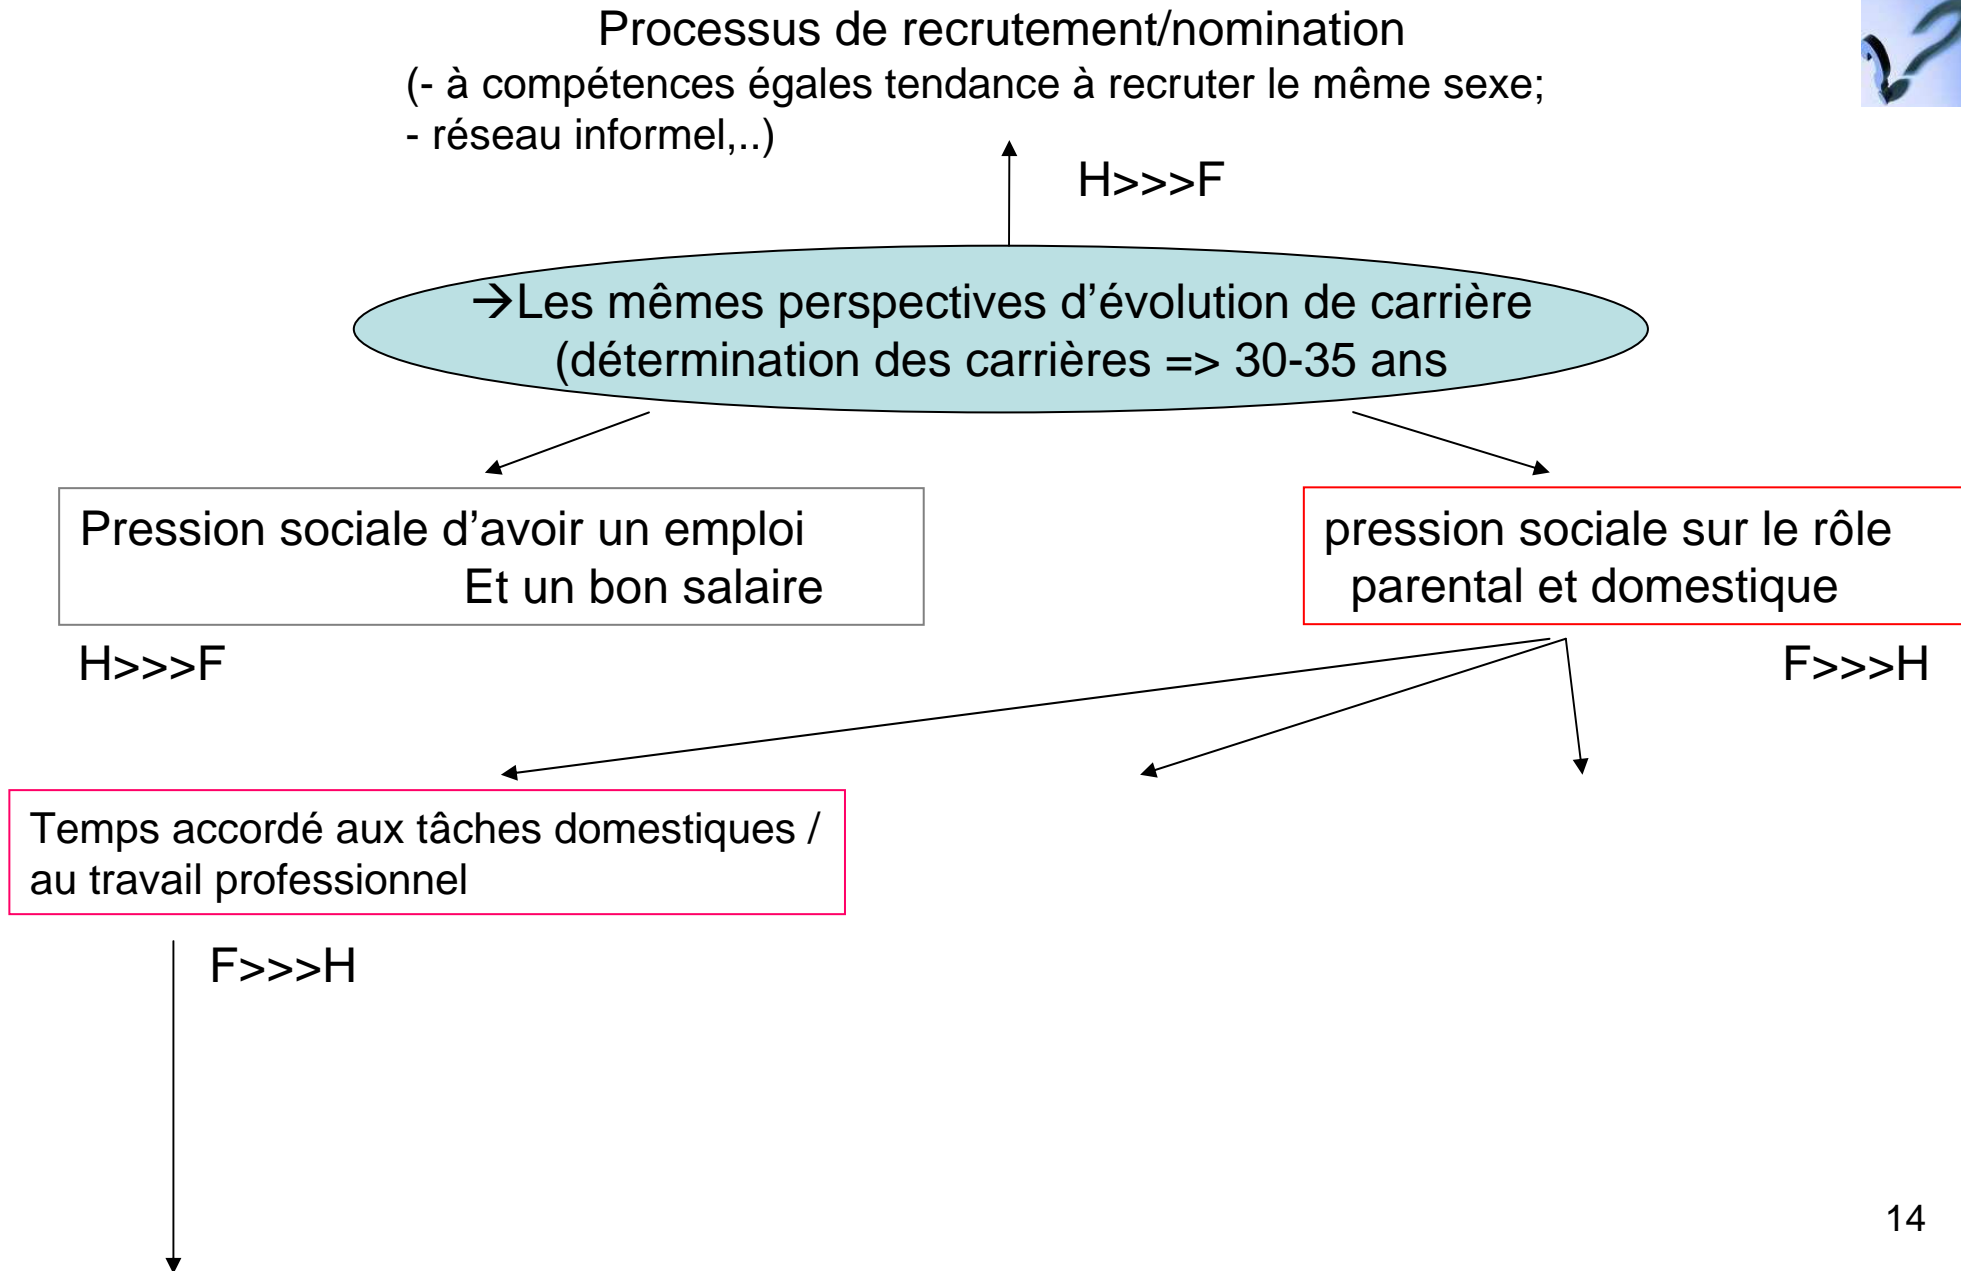 Processus de recrutement/nomination
(- à compétences égales tendance à recruter le même sexe;
- réseau informel,..)
H>>>F
→Les mêmes perspectives d’évolution de carrière
(détermination des carrières => 30-35 ans
Pression sociale d’avoir un emploi
Et un bon salaire
pression sociale sur le rôle
parental et domestique
H>>>F
F>>>H
Temps accordé aux tâches domestiques /
au travail professionnel
F>>>H
14